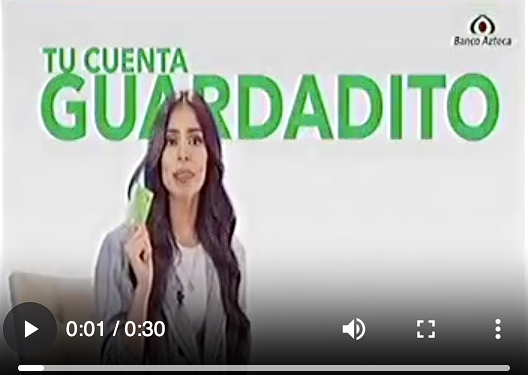 Banco Azteca
TU CUENTA
GUARDADITO
0:01 / 0:30